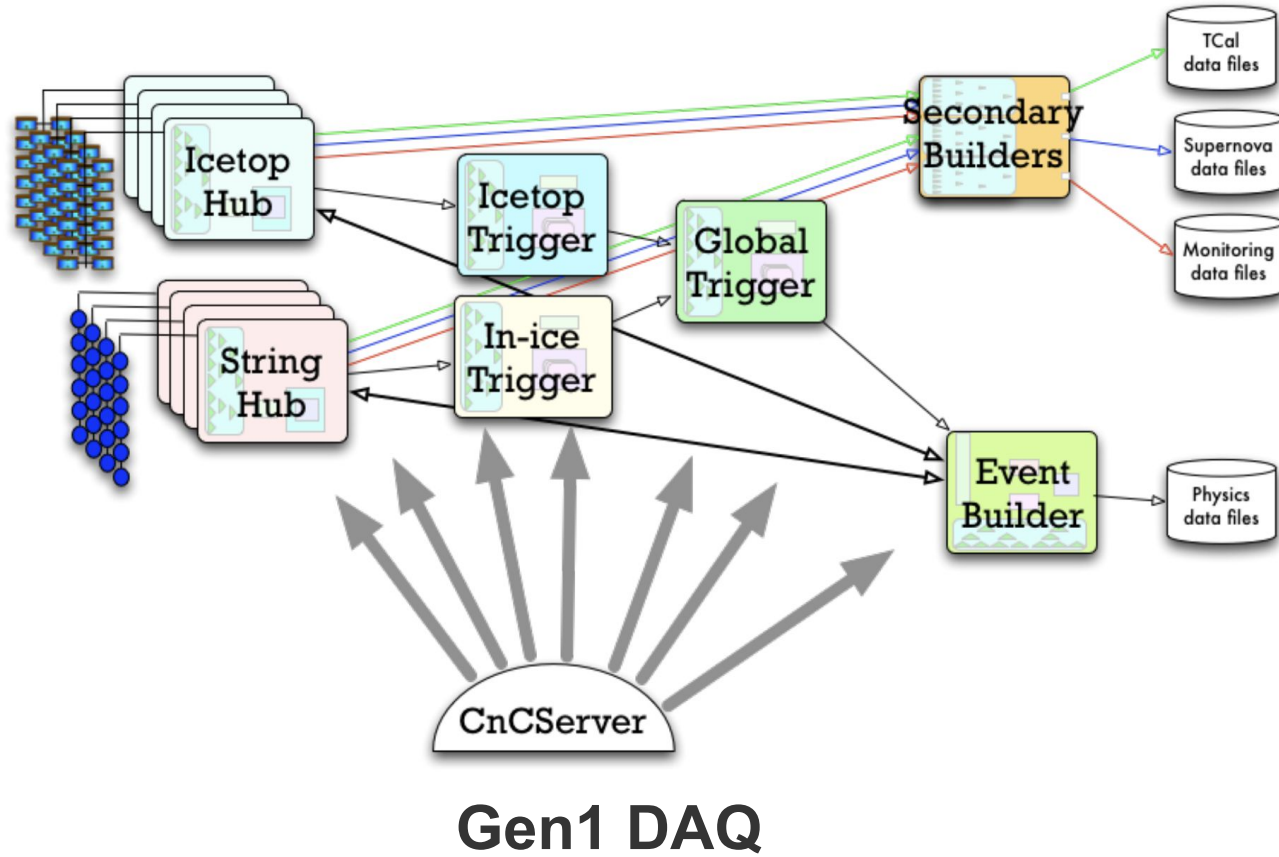 TCal
data files
Secondary
Builders
Supernova
data files
Icetop
Hub
Icetop
Trigger
Global
Trigger
Monitoring
data files
String
Hub
In-ice
Trigger
Event
Builder
Physics
data files
CnCServer
Gen1 DAQ